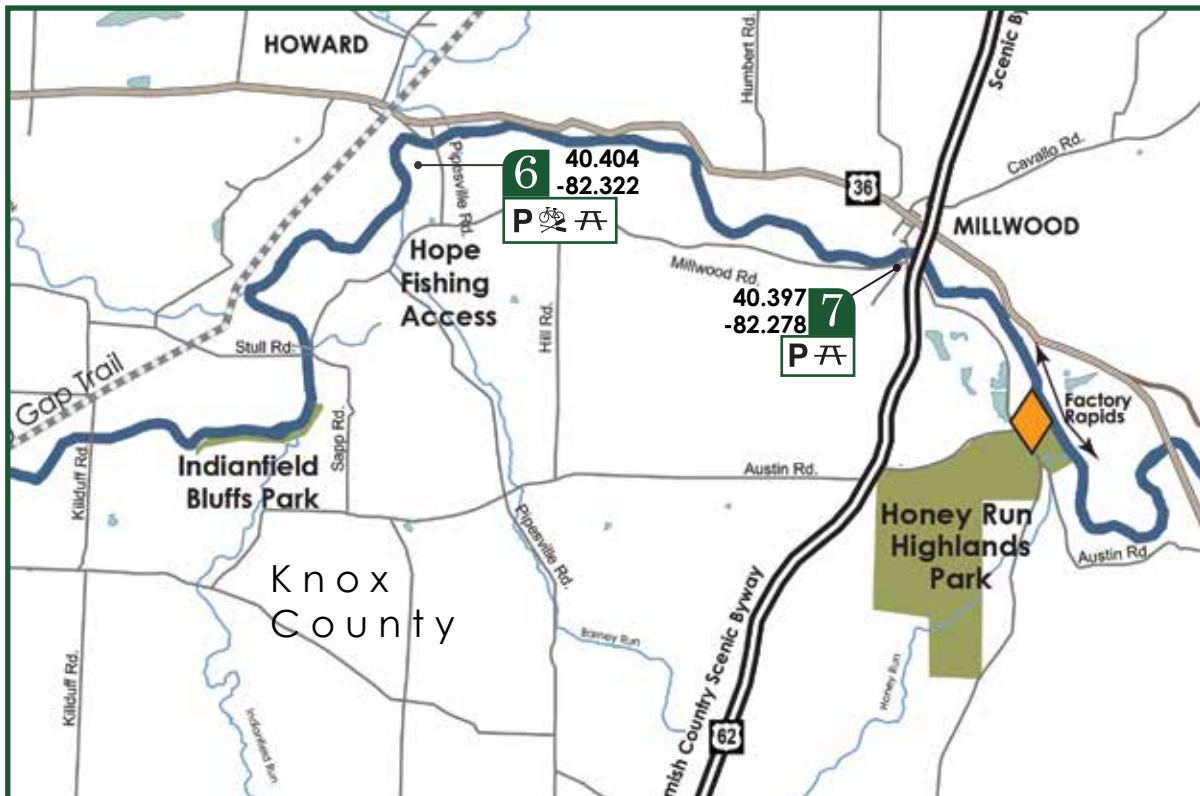 HOWARD
Humbert Rd.
Scenic By
Cavallo Rd.
36
MILLWOOD
Pipesville Rd.
6
40.404
-82.322
P
Hope
Fishing
Access
Millwood Rd.
40.397
-82.278
7
P
Hill Rd.
Stull Rd.
Gap Trail
Factory
Rapids
Sapp Rd.
Killduff Rd.
Indianfield
Bluffs Park
Austin Rd.
Honey Run
Highlands
Park
Austin Rd
Pipesville Rd.
Knox
County
Barney Run
Honey Run
Killduff Rd.
Indianfield Run
mish Country Scenic Byway
62